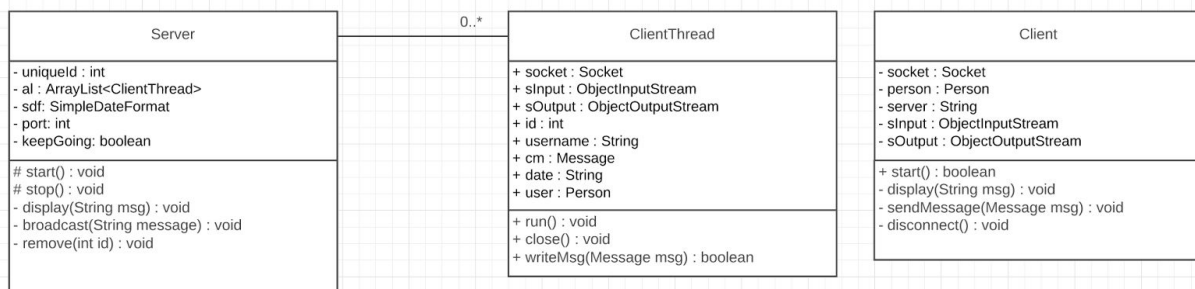 Server
- uniqueId : int
- al : ArrayList<ClientThread>
- sdf: SimpleDateFormat
- port: int
- keepGoing: boolean
# start() : void
# stop() : void
- display(String msg) : void
- broadcast(String message) : void
- remove(int id) : void
0..*
ClientThread
+ socket : Socket
+ sInput : ObjectInputStream
+ sOutput : ObjectOutputStream
+ id : int
+ username : String
+ cm : Message
+ date : String
+ user : Person
+ run() : void
+ close() : void
+ writeMsg(Message msg) : boolean
Client
- socket : Socket
- person : Person
- server : String
- sInput : ObjectInputStream
- sOutput : ObjectOutputStream
+ start() : boolean
- display(String msg) : void
- sendMessage(Message msg) : void
- disconnect() : void